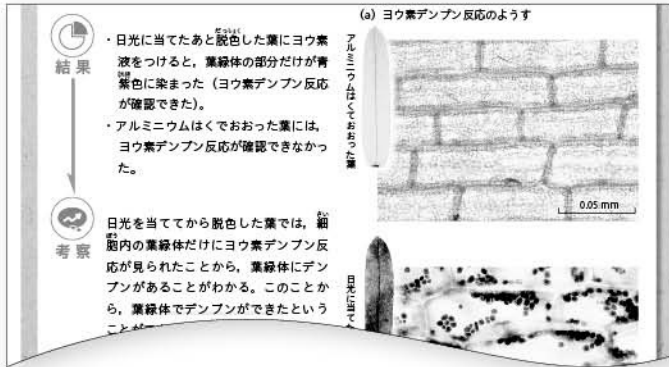 結果
・日光に当てたあと脱色した葉にヨウ素
液をつけると，葉緑体の部分だけが青
紫色に染まった（ヨウ素デンプン反応
が確認できた）。
・アルミニウムはくでおおった葉には，
ヨウ素デンプン反応が確認できなかっ
た。
考察
日光を当ててから脱色した葉では，細
胞内の葉緑体だけにヨウ素デンプン反
応が見られたことから，葉緑体にデン
プンがあることがわかる。このことか
ら，葉緑体でデンプンができたという
(a) ヨウ素デンプン反応のようす
アルミニウムはくでおおった葉
0.05 mm
日光に当て